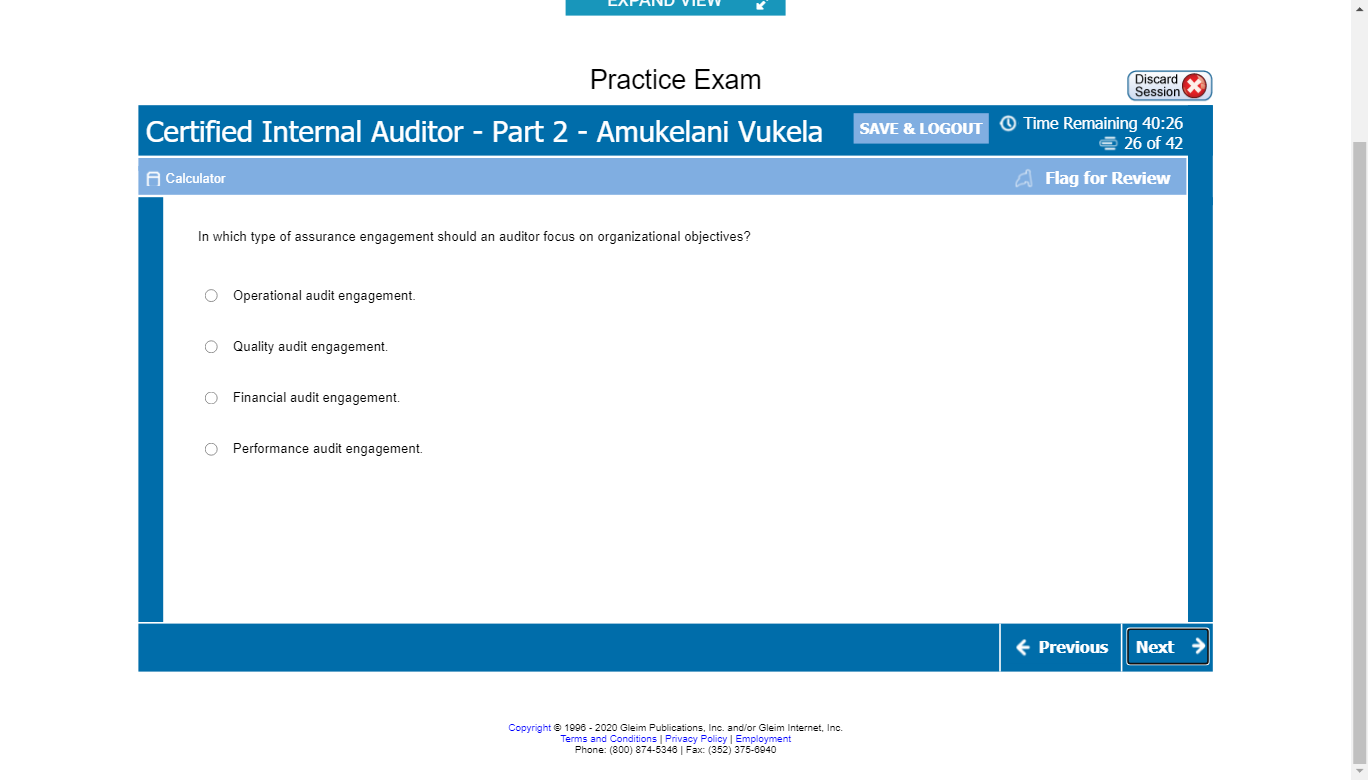 EXPAND VIEW
Practice Exam
Discard
Session
Certified Internal Auditor - Part 2 - Amukelani Vukela
SAVE & LOGOUT
Time Remaining 40:26
26 of 42
Calculator
Flag for Review
In which type of assurance engagement should an auditor focus on organizational objectives?
Operational audit engagement.
Quality audit engagement.
Financial audit engagement.
Performance audit engagement.
Previous
Next
Copyright © 1996 - 2020 Gleim Publications, Inc. and/or Gleim Internet, Inc.
Terms and Conditions | Privacy Policy | Employment
Phone: (800) 874-5346 | Fax: (352) 375-6940